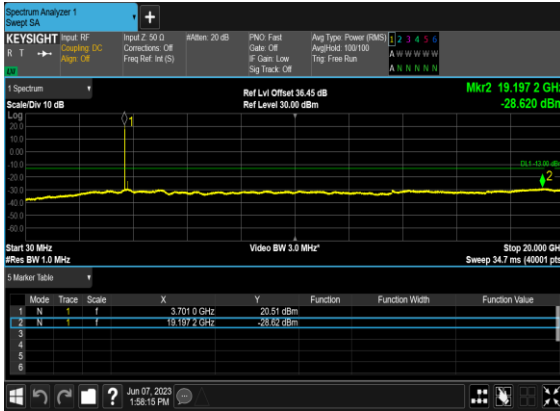 Spectrum Analyzer 1
Swept SA
+
KEYSIGHT
R T
LXI
Input: RF
Coupling: DC
Align: Off
Input Z: 50 Ω
Corrections: Off
Freq Ref: Int (S)
#Atten: 20 dB
PNO: Fast
Gate: Off
IF Gain: Low
Sig Track: Off
Avg Type: Power (RMS)
Avg|Hold: 100/100
Trig: Free Run
1 2 3 4 5 6
A W W W W W
A N N N N N
1 Spectrum
Scale/Div 10 dB
Ref Lvl Offset 36.45 dB
Ref Level 30.00 dBm
Mkr2 19.197 2 GHz
-28.620 dBm
Log
20.0
10.0
0.00
-10.0
-20.0
-30.0
-40.0
-50.0
-60.0
1
DL1 -13.00 dBm
2
Start 30 MHz
#Res BW 1.0 MHz
Video BW 3.0 MHz*
Stop 20.000 GH
Sweep 34.7 ms (40001 pts
5 Marker Table
Mode Trace Scale X Y Function Function Width Function Value
1 N 1 f 3.701 0 GHz 20.51 dBm
2 N 1 f 19.197 2 GHz -28.62 dBm
3
4
5
6
?
Jun 07, 2023
1:58:15 PM